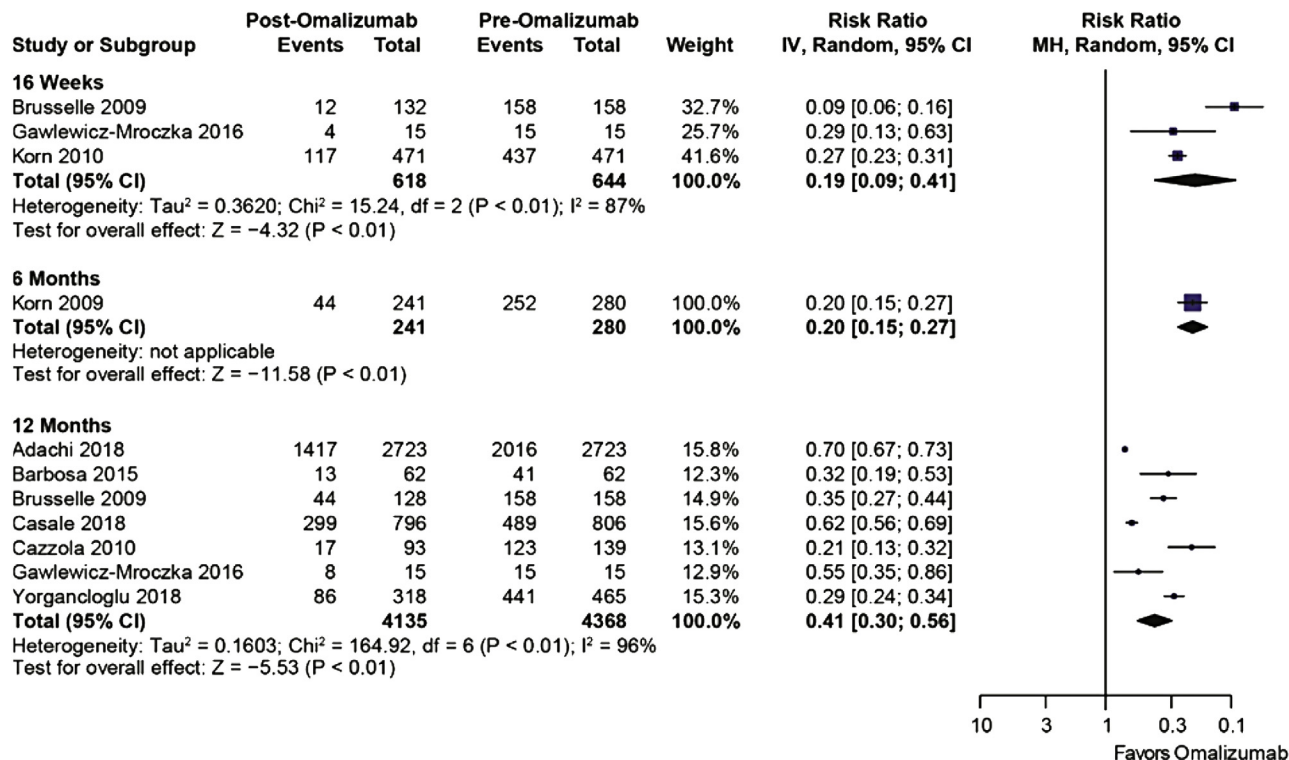 Post-Omalizumab Pre-Omalizumab Risk Ratio Risk Ratio
Study or Subgroup Events Total Events Total Weight IV, Random, 95% CI MH, Random, 95% CI
16 Weeks
Brusselle 2009 12 132 158 158 32.7% 0.09 [0.06; 0.16]
Gawlewicz-Mroczka 2016 4 15 15 15 25.7% 0.29 [0.13; 0.63]
Korn 2010 117 471 437 471 41.6% 0.27 [0.23; 0.31]
Total (95% CI) 618 644 100.0% 0.19 [0.09; 0.41]
Heterogeneity: Tau² = 0.3620; Chi² = 15.24, df = 2 (P < 0.01); I² = 87%
Test for overall effect: Z = −4.32 (P < 0.01)
6 Months
Korn 2009 44 241 252 280 100.0% 0.20 [0.15; 0.27]
Total (95% CI) 241 280 100.0% 0.20 [0.15; 0.27]
Heterogeneity: not applicable
Test for overall effect: Z = −11.58 (P < 0.01)
12 Months
Adachi 2018 1417 2723 2016 2723 15.8% 0.70 [0.67; 0.73]
Barbosa 2015 13 62 41 62 12.3% 0.32 [0.19; 0.53]
Brusselle 2009 44 128 158 158 14.9% 0.35 [0.27; 0.44]
Casale 2018 299 796 489 806 15.6% 0.62 [0.56; 0.69]
Cazzola 2010 17 93 123 139 13.1% 0.21 [0.13; 0.32]
Gawlewicz-Mroczka 2016 8 15 15 15 12.9% 0.55 [0.35; 0.86]
Yorgancloglu 2018 86 318 441 465 15.3% 0.29 [0.24; 0.34]
Total (95% CI) 4135 4368 100.0% 0.41 [0.30; 0.56]
Heterogeneity: Tau² = 0.1603; Chi² = 164.92, df = 6 (P < 0.01); I² = 96%
Test for overall effect: Z = −5.53 (P < 0.01)
10 3 1 0.3 0.1
Favors Omalizumab